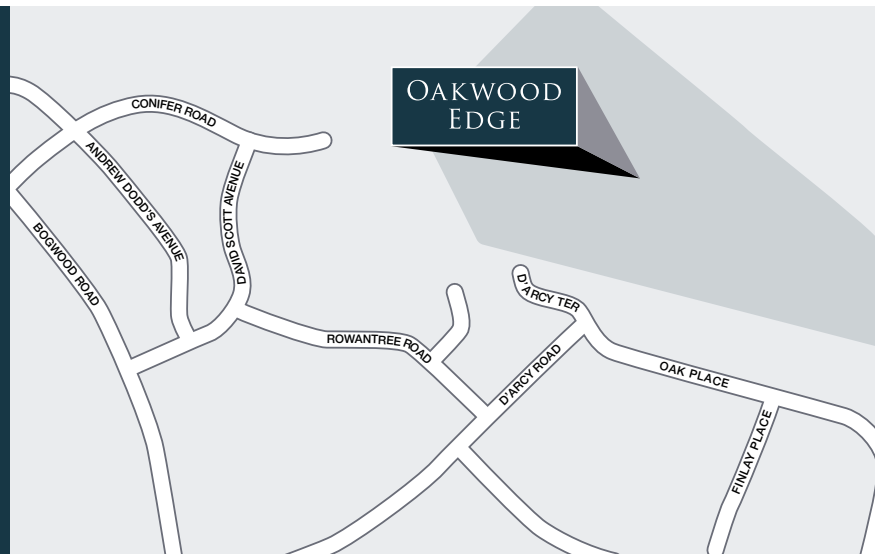 OAKWOOD
EDGE
CONIFER ROAD
ANDREW DODD'S AVENUE
DAVID SCOTT AVENUE
BOGWOOD ROAD
D'ARCY TER
ROWANTREE ROAD
D'ARCY ROAD
OAK PLACE
FINLAY PLACE